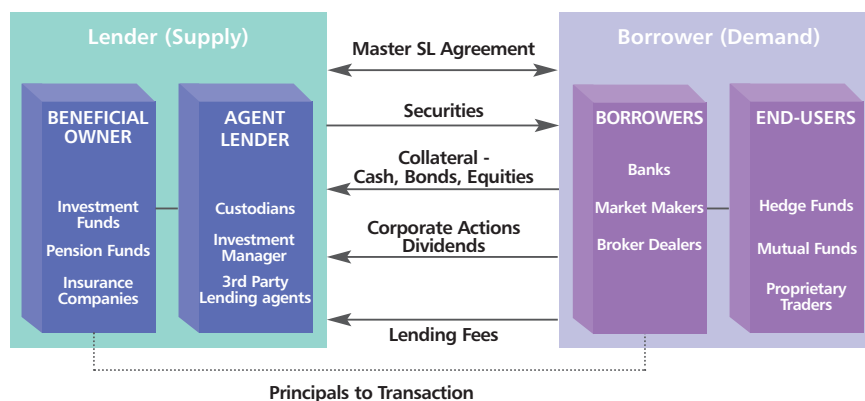 Lender (Supply)
Borrower (Demand)
Master SL Agreement
BENEFICIAL
OWNER
Investment
Funds
Pension Funds
Insurance
Companies
AGENT
LENDER
Custodians
Investment
Manager
3rd Party
Lending agents
Securities
Collateral -
Cash, Bonds, Equities
Corporate Actions
Dividends
Lending Fees
BORROWERS
Banks
Market Makers
Broker Dealers
END-USERS
Hedge Funds
Mutual Funds
Proprietary
Traders
Principals to Transaction